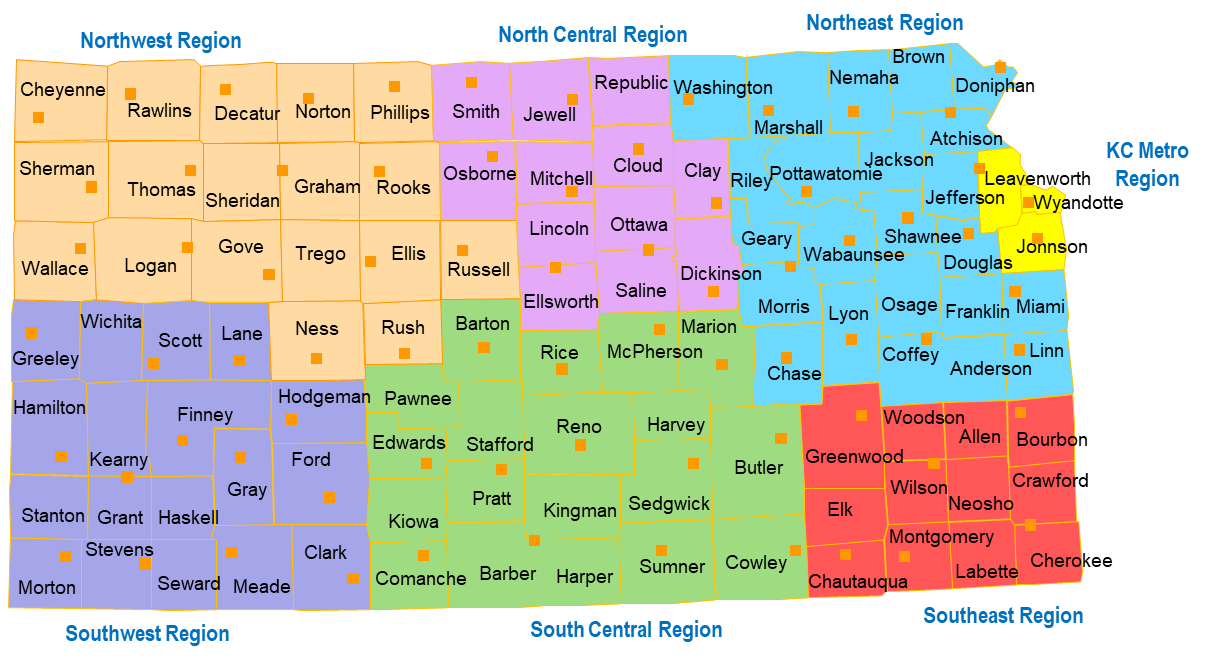 Northwest Region
North Central Region
Northeast Region
KC Metro
Region
Cheyenne
Rawlins
Decatur
Norton
Phillips
Smith
Jewell
Republic
Washington
Marshall
Nemaha
Brown
Doniphan
Atchison
Sherman
Thomas
Sheridan
Graham
Rooks
Osborne
Mitchell
Cloud
Clay
Riley
Pottawatomie
Jackson
Jefferson
Leavenworth
Wyandotte
Wallace
Logan
Gove
Trego
Ellis
Russell
Lincoln
Ottawa
Geary
Wabaunsee
Shawnee
Douglas
Jonnson
Ellsworth
Saline
Dickinson
Morris
Lyon
Osage
Franklin
Miami
Greeley
Wichita
Scott
Lane
Ness
Rush
Barton
Rice
McPherson
Marion
Chase
Coffey
Anderson
Linn
Hamilton
Kearny
Finney
Hodgeman
Pawnee
Edwards
Stafford
Reno
Harvey
Butler
Greenwood
Woodson
Allen
Bourbon
Gray
Ford
Stanton
Grant
Haskell
Kiowa
Pratt
Kingman
Sedgwick
Elk
Wilson
Neosho
Crawford
Morton
Stevens
Seward
Meade
Clark
Comanche
Barber
Harper
Sumner
Cowley
Chautauqua
Montgomery
Labette
Cherokee
Southwest Region
South Central Region
Southeast Region